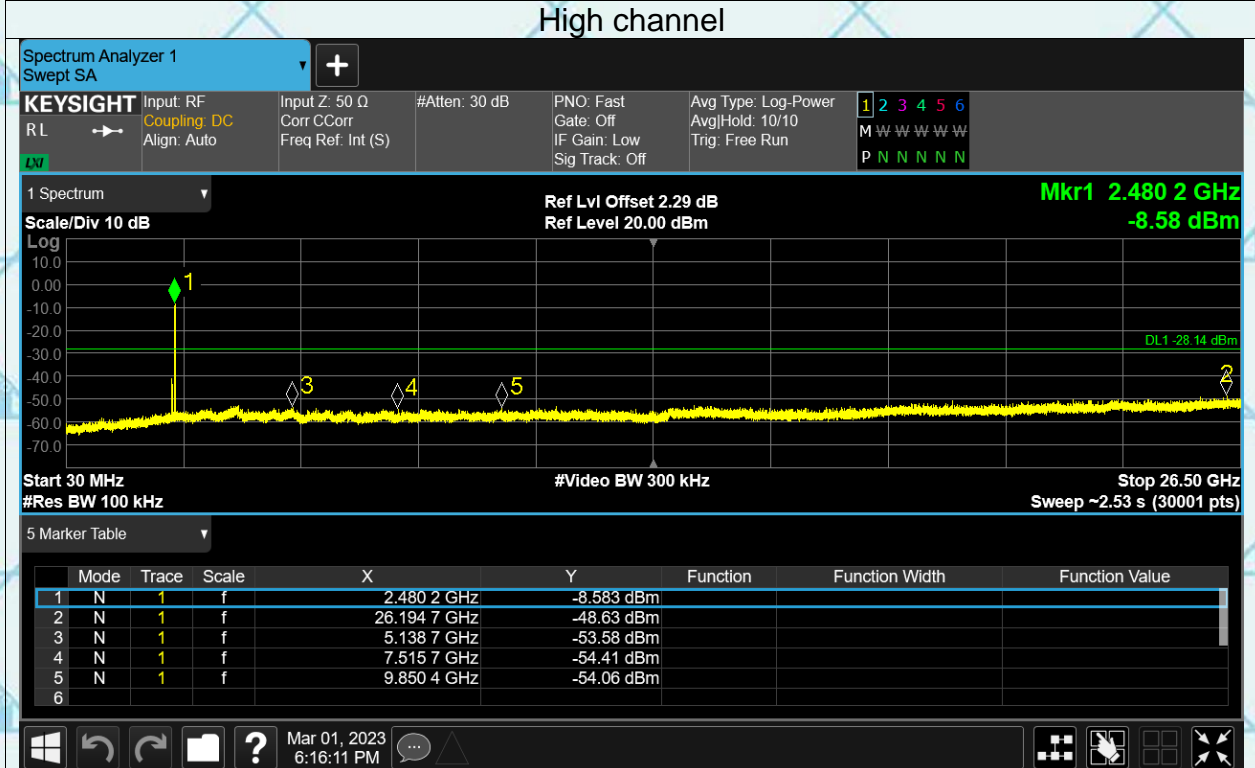 High channel
Spectrum Analyzer 1
Swept SA
+
KEYSIGHT Input: RF Input Z: 50 Ω #Atten: 30 dB PNO: Fast Avg Type: Log-Power 1 2 3 4 5 6
RL Coupling: DC Corr CCorr Gate: Off Avg|Hold: 10/10 M W W W W W
Align: Auto Freq Ref: Int (S) IF Gain: Low Trig: Free Run
LXI Sig Track: Off P N N N N N
1 Spectrum Ref Lvl Offset 2.29 dB Mkr1 2.480 2 GHz
Scale/Div 10 dB Ref Level 20.00 dBm -8.58 dBm
Log
10.0
0.00 1
-10.0
-20.0
DL1 -28.14 dBm
-30.0
-40.0 3 4 5 2
-50.0
-60.0
-70.0
Start 30 MHz #Video BW 300 kHz Stop 26.50 GHz
#Res BW 100 kHz Sweep ~2.53 s (30001 pts)
5 Marker Table
Mode Trace Scale X Y Function Function Width Function Value
1 N 1 f 2.480 2 GHz -8.583 dBm
2 N 1 f 26.194 7 GHz -48.63 dBm
3 N 1 f 5.138 7 GHz -53.58 dBm
4 N 1 f 7.515 7 GHz -54.41 dBm
5 N 1 f 9.850 4 GHz -54.06 dBm
6
? Mar 01, 2023
6:16:11 PM